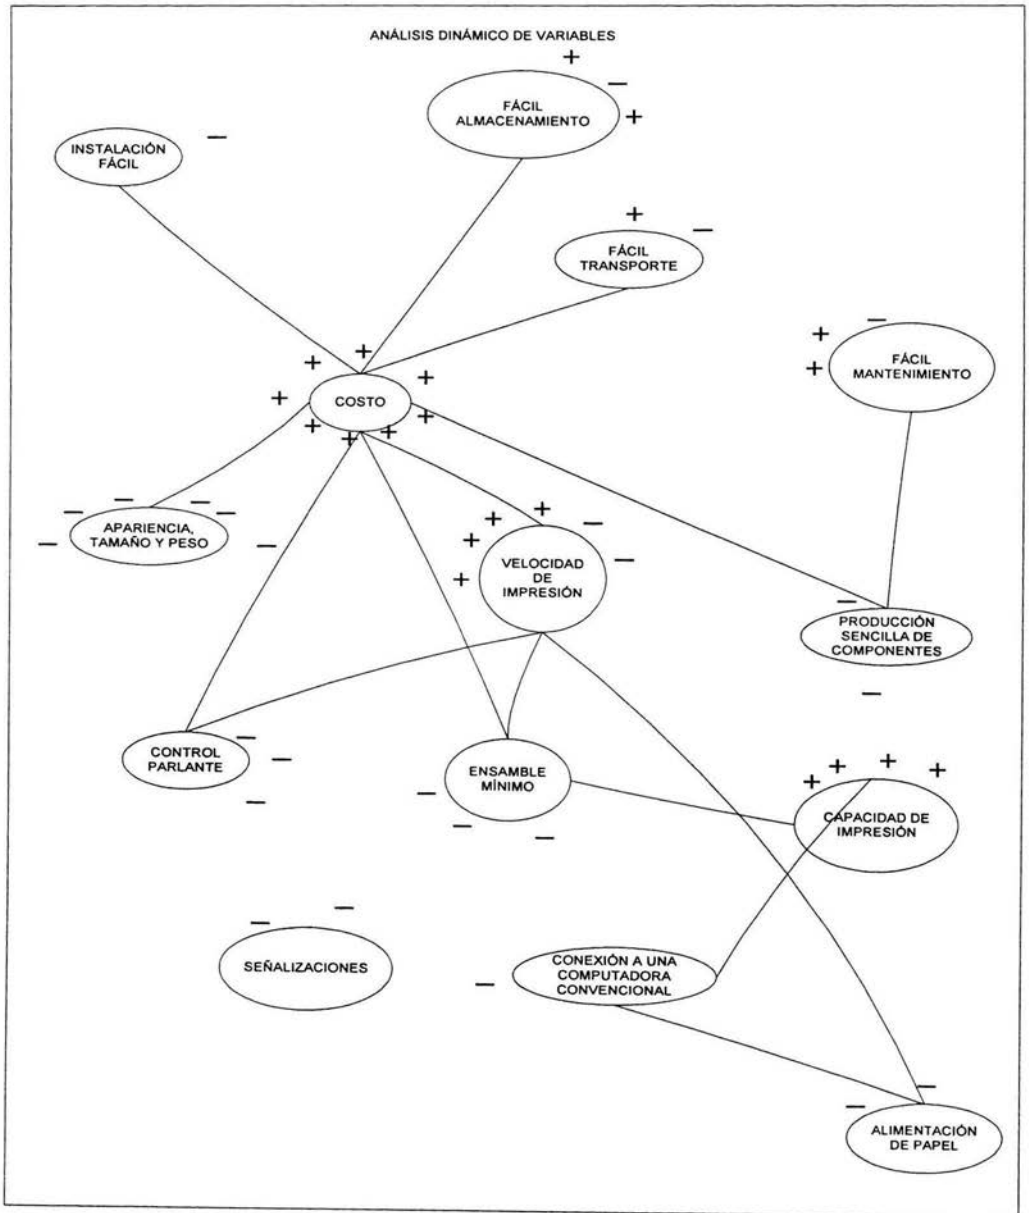 ANÁLISIS DINÁMICO DE VARIABLES
+
FÁCIL
ALMACENAMIENTO
−
+
INSTALACIÓN
FÁCIL
−
+
−
FÁCIL
TRANSPORTE
+
−
+
FÁCIL
MANTENIMIENTO
+
+
+
+
+
+
+
+
COSTO
−
−
−
−
−
APARIENCIA,
TAMAÑO Y PESO
−
+
+
+
+
−
−
VELOCIDAD
DE
IMPRESIÓN
−
PRODUCCIÓN
SENCILLA DE
COMPONENTES
−
CONTROL
PARLANTE
−
−
−
ENSAMBLE
MÍNIMO
−
−
−
+
+
+
+
CAPACIDAD DE
IMPRESIÓN
−
−
SEÑALIZACIONES
−
CONEXIÓN A UNA
COMPUTADORA
CONVENCIONAL
−
−
ALIMENTACIÓN
DE PAPEL